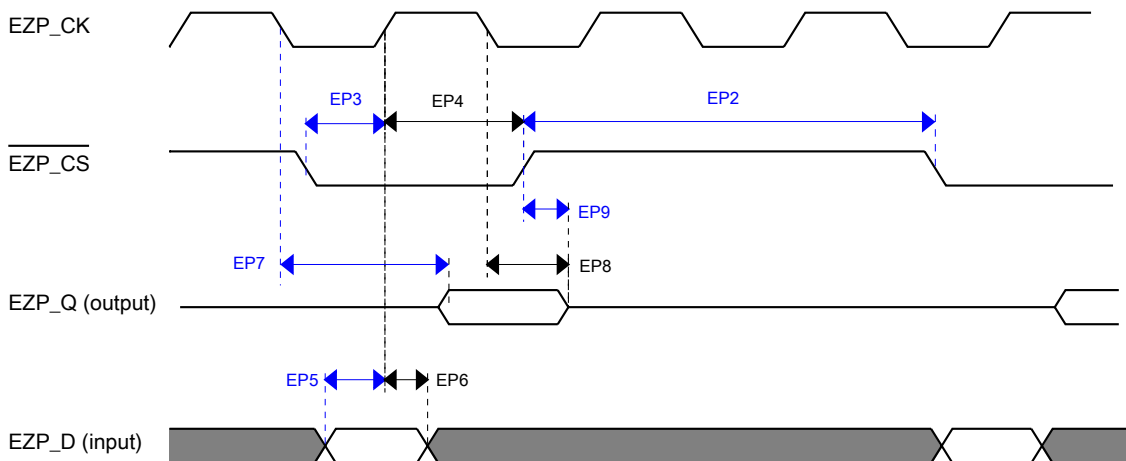 EZP_CK
EP3
EP4
EP2
EZP_CS
EP9
EP7
EP8
EZP_Q (output)
EP5
EP6
EZP_D (input)